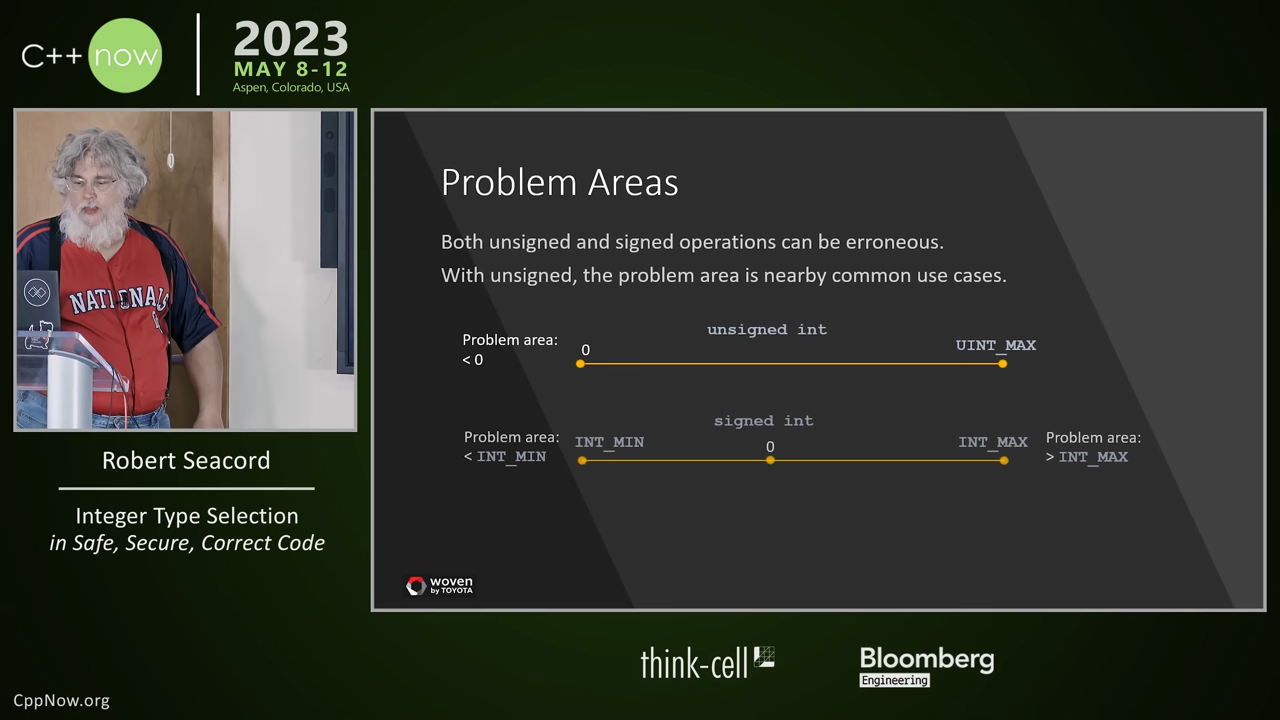 C++ now
2023
MAY 8-12
Aspen, Colorado, USA
NATIONALS
Robert Seacord
Integer Type Selection
in Safe, Secure, Correct Code
Problem Areas
Both unsigned and signed operations can be erroneous.
With unsigned, the problem area is nearby common use cases.
Problem area:
< 0
0
unsigned int
UINT_MAX
Problem area:
< INT_MIN
INT_MIN
signed int
0
INT_MAX
Problem area:
> INT_MAX
woven
by TOYOTA
think-cell
Bloomberg
Engineering
CppNow.org